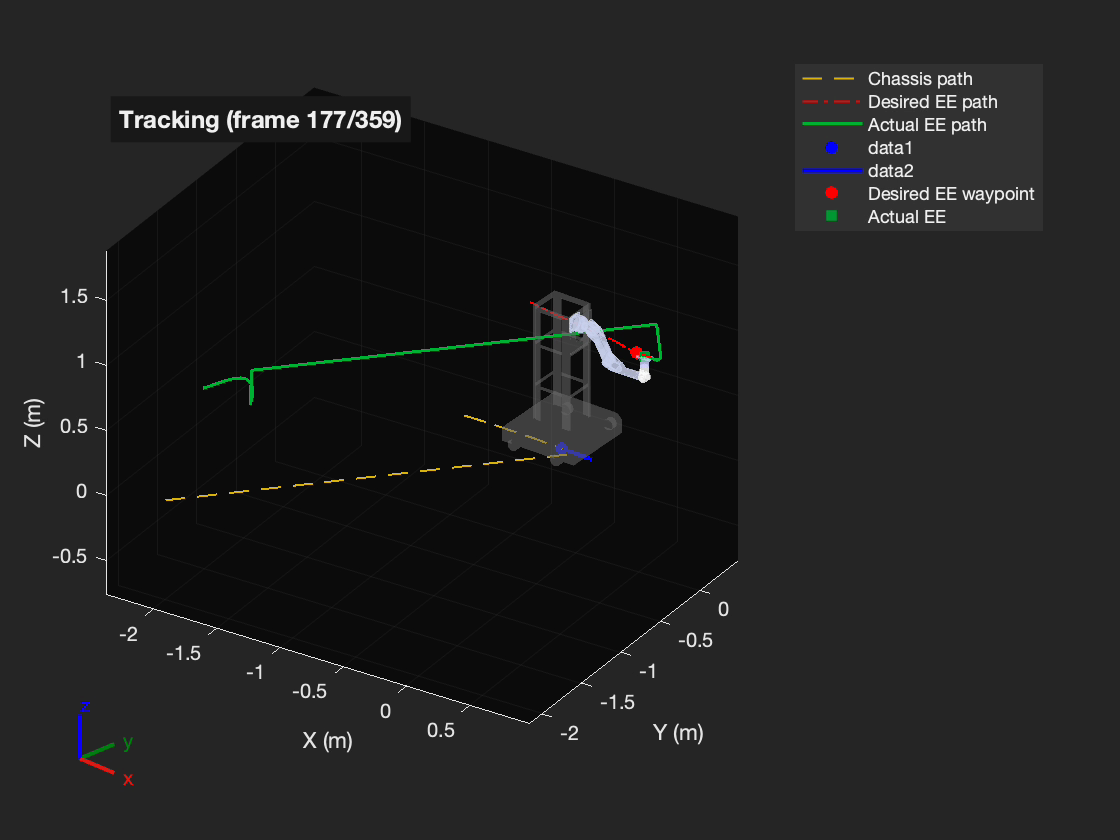 Tracking (frame 177/359)
Chassis path
Desired EE path
Actual EE path
data1
data2
Desired EE waypoint
Actual EE
1.5
1
0.5
0
-0.5
Z (m)
-2
-1.5
-1
-0.5
0
0.5
X (m)
0
-0.5
-1
-1.5
-2
Y (m)
z
y
x